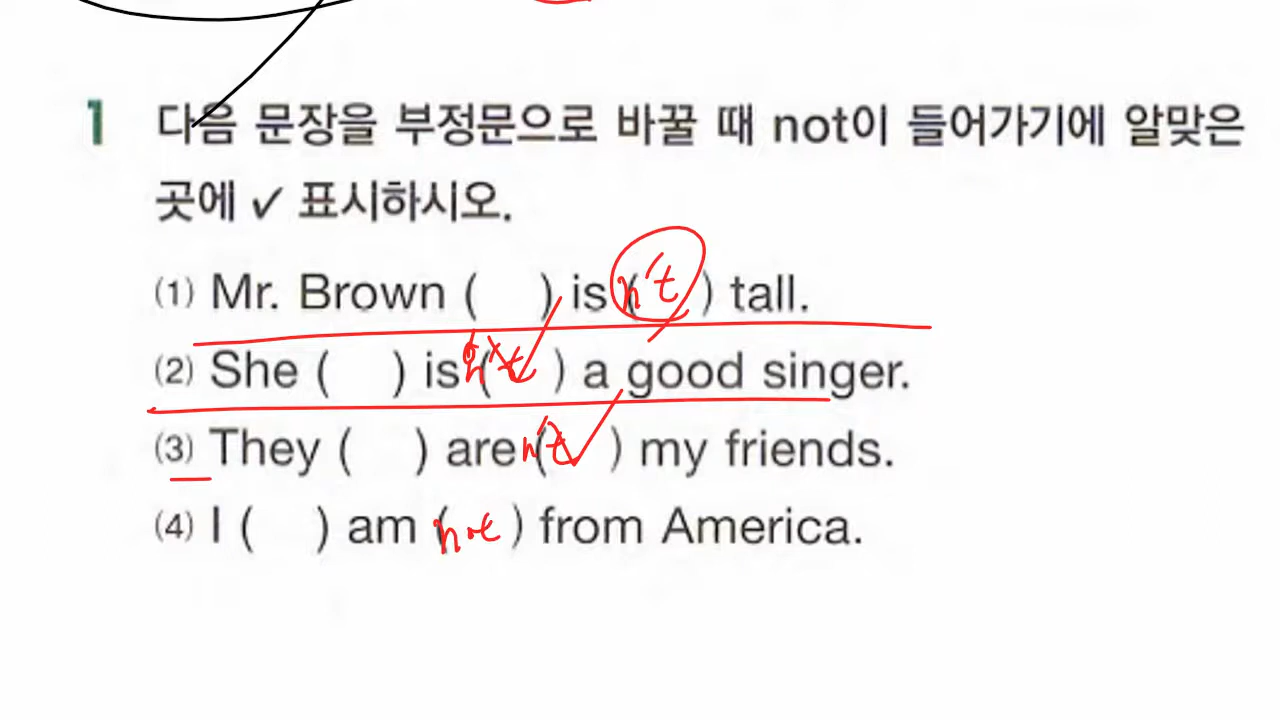 1 다음 문장을 부정문으로 바꿀 때 not이 들어가기에 알맞은
곳에 ✓ 표시하시오.
(1) Mr. Brown ( ) is (n't) tall.
(2) She ( ) is (n't) a good singer.
(3) They ( ) are (n't) my friends.
(4) I ( ) am (not) from America.